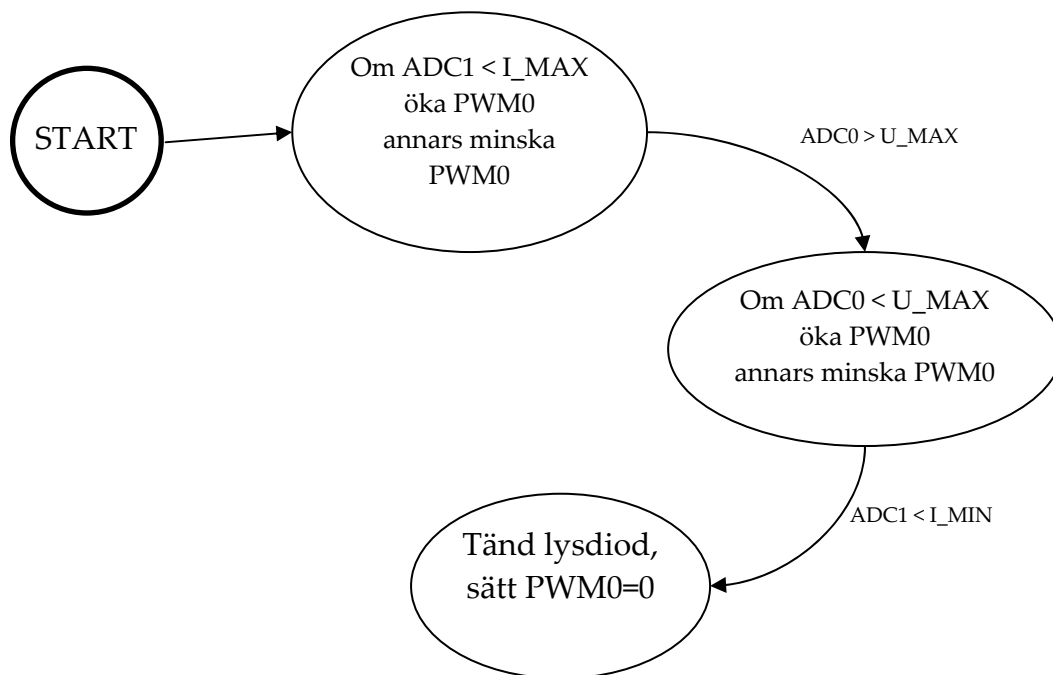 START
Om ADC1 < I_MAX
öka PWM0
annars minska
PWM0
ADC0 > U_MAX
Om ADC0 < U_MAX
öka PWM0
annars minska PWM0
ADC1 < I_MIN
Tänd lysdiod,
sätt PWM0=0